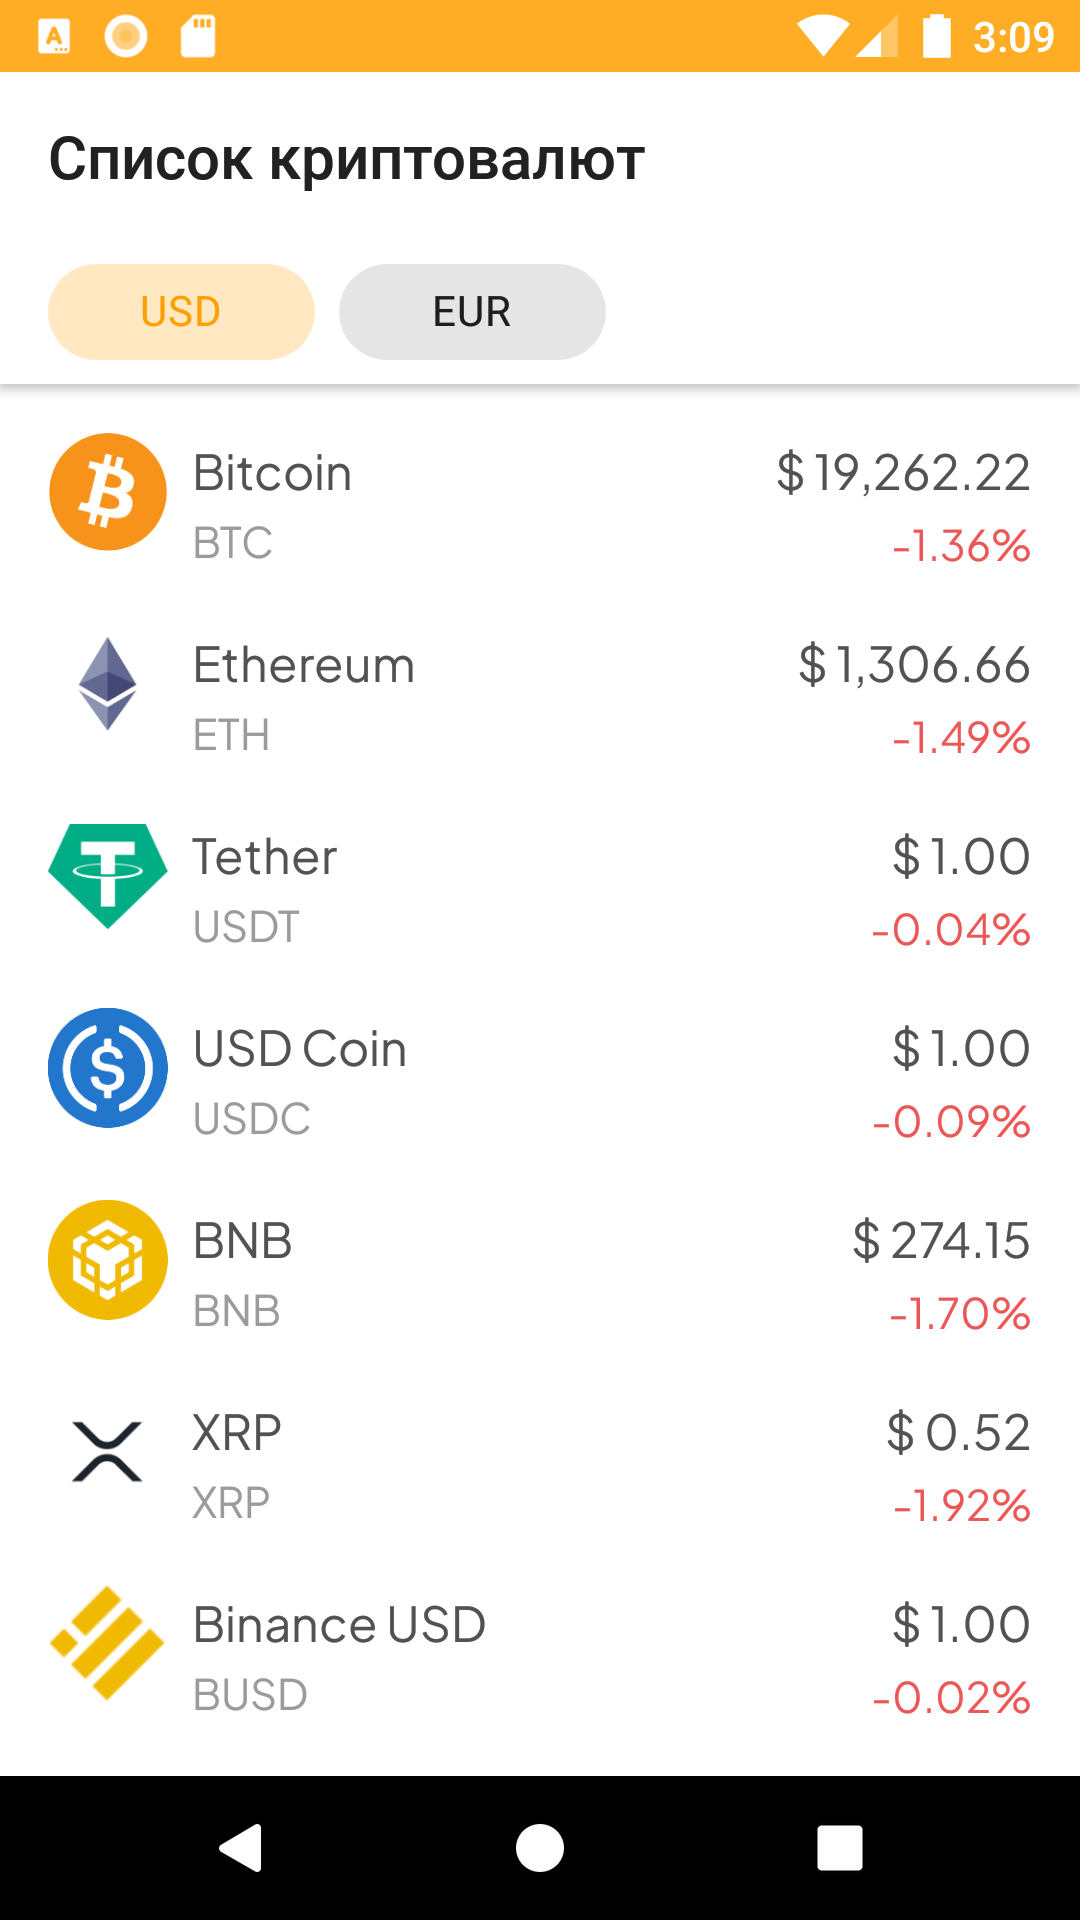 3:09
Список криптовалют
USD EUR
Bitcoin $ 19,262.22
BTC -1.36%
Ethereum $ 1,306.66
ETH -1.49%
Tether $ 1.00
USDT -0.04%
USD Coin $ 1.00
USDC -0.09%
BNB $ 274.15
BNB -1.70%
XRP $ 0.52
XRP -1.92%
Binance USD $ 1.00
BUSD -0.02%